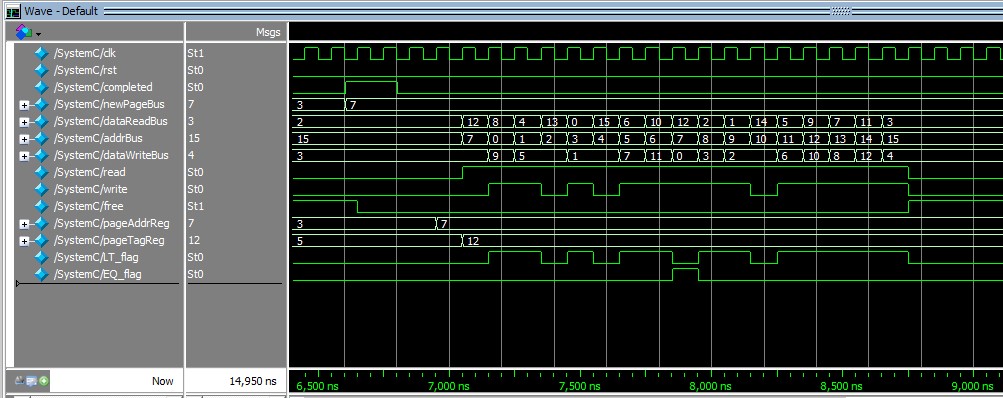 Wave - Default
Msgs
/SystemC/clk St1
/SystemC/rst St0
/SystemC/completed St0
/SystemC/newPageBus 7 3 7
/SystemC/dataReadBus 3 2 12 8 4 13 0 15 6 10 12 2 1 14 5 9 7 11 3
/SystemC/addrBus 15 15 7 0 1 2 3 4 5 6 7 8 9 10 11 12 13 14 15
/SystemC/dataWriteBus 4 3 9 5 1 7 11 0 3 2 6 10 8 12 4
/SystemC/read St0
/SystemC/write St0
/SystemC/free St1
/SystemC/pageAddrReg 7 3 7
/SystemC/pageTagReg 12 5 12
/SystemC/LT_flag St0
/SystemC/EQ_flag St0
Now 14,950 ns 6,500 ns 7,000 ns 7,500 ns 8,000 ns 8,500 ns 9,000 ns